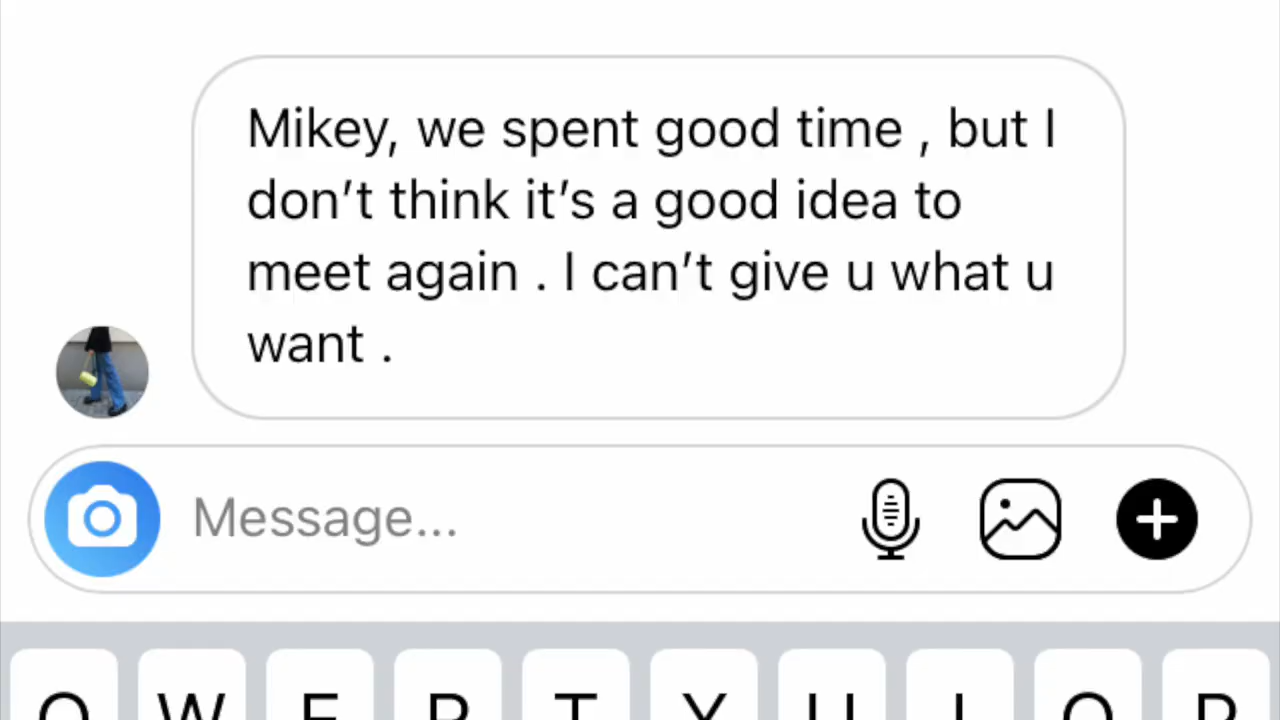 Mikey, we spent good time , but I
don’t think it’s a good idea to
meet again . I can’t give u what u
want .
Message...
Q W E R T Y U I O P